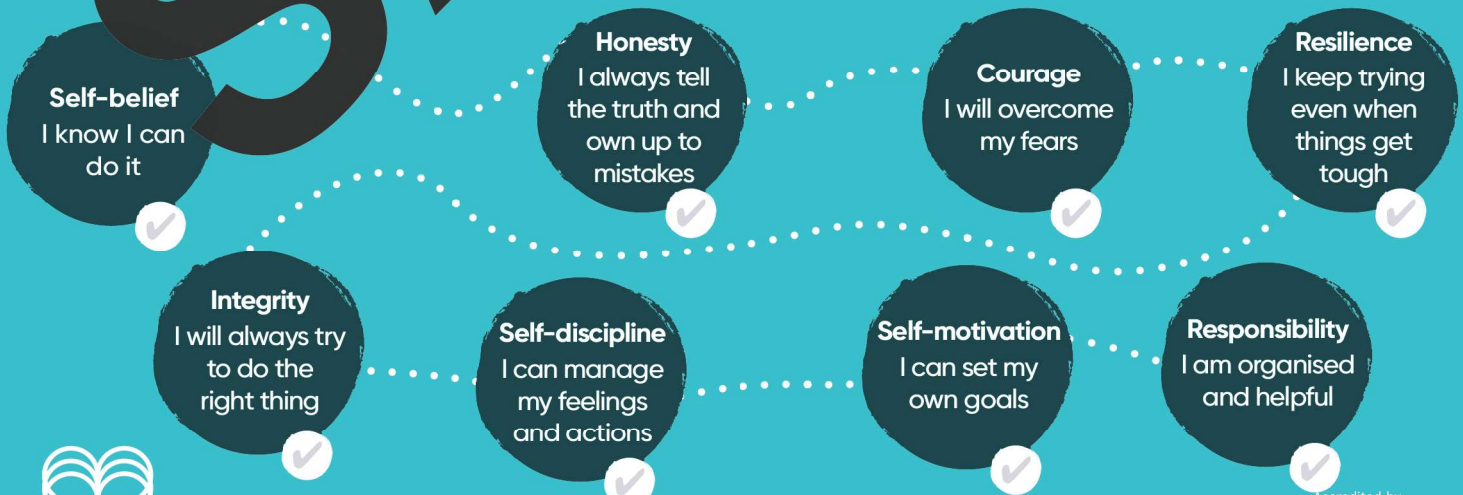 Self-belief
I know I can
do it
Honesty
I always tell
the truth and
own up to
mistakes
Courage
I will overcome
my fears
Resilience
I keep trying
even when
things get
tough
Integrity
I will always try
to do the
right thing
Self-discipline
I can manage
my feelings
and actions
Self-motivation
I can set my
own goals
Responsibility
I am organised
and helpful
Accredited by